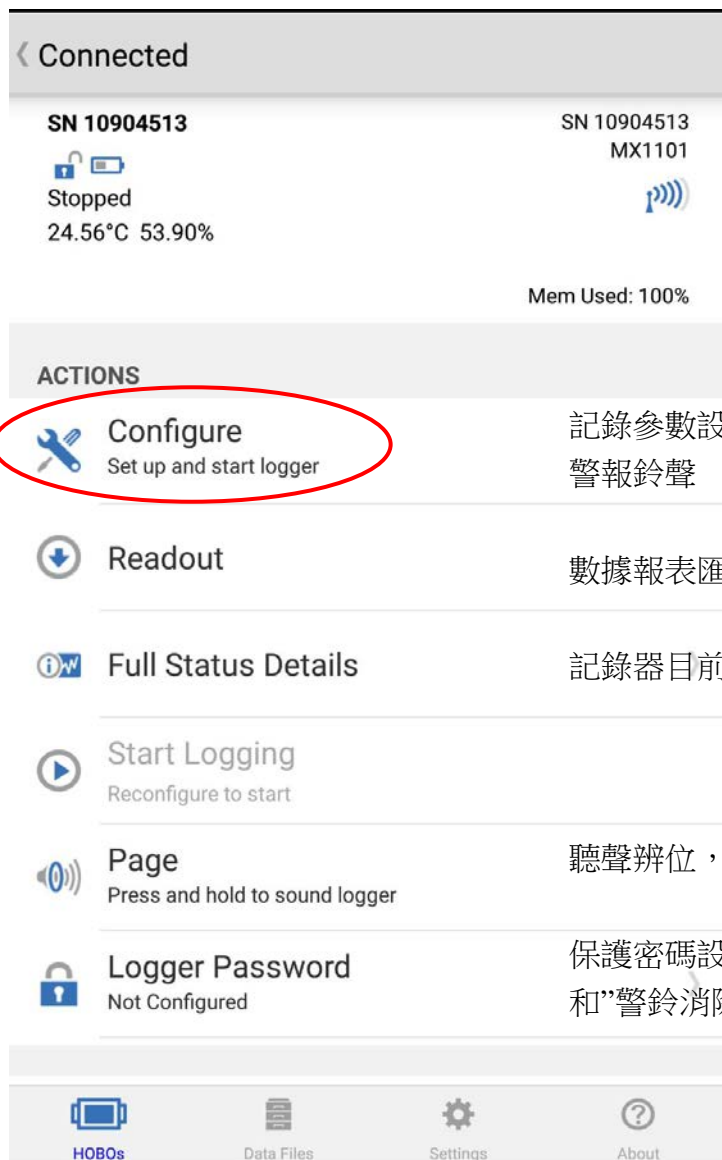 Connected
SN 10904513
SN 10904513
MX1101
Stopped
24.56°C 53.90%
Mem Used: 100%
ACTIONS
Configure
Set up and start logger
記錄參數設
警報鈴聲
Readout
數據報表匯
Full Status Details
記錄器目前
Start Logging
Reconfigure to start
Page
Press and hold to sound logger
聽聲辨位，
Logger Password
Not Configured
保護密碼設
和”警鈴消除
HOBOs
Data Files
Settings
About